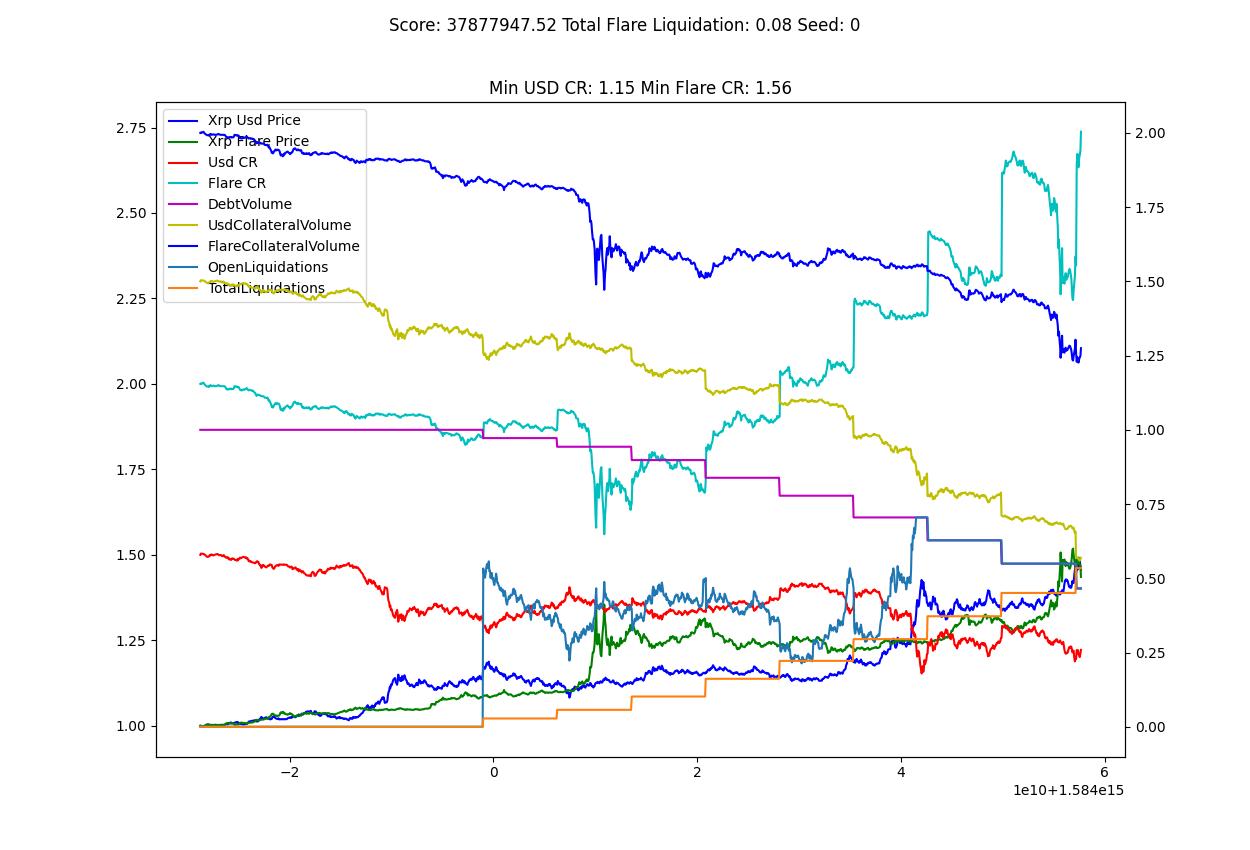 Score: 37877947.52 Total Flare Liquidation: 0.08 Seed: 0
Min USD CR: 1.15 Min Flare CR: 1.56
Xrp Usd Price
Xrp Flare Price
Usd CR
Flare CR
DebtVolume
UsdCollateralVolume
FlareCollateralVolume
OpenLiquidations
TotalLiquidations
2.75
2.50
2.25
2.00
1.75
1.50
1.25
1.00
2.00
1.75
1.50
1.25
1.00
0.75
0.50
0.25
0.00
−2
0
2
4
6
1e10+1.584e15